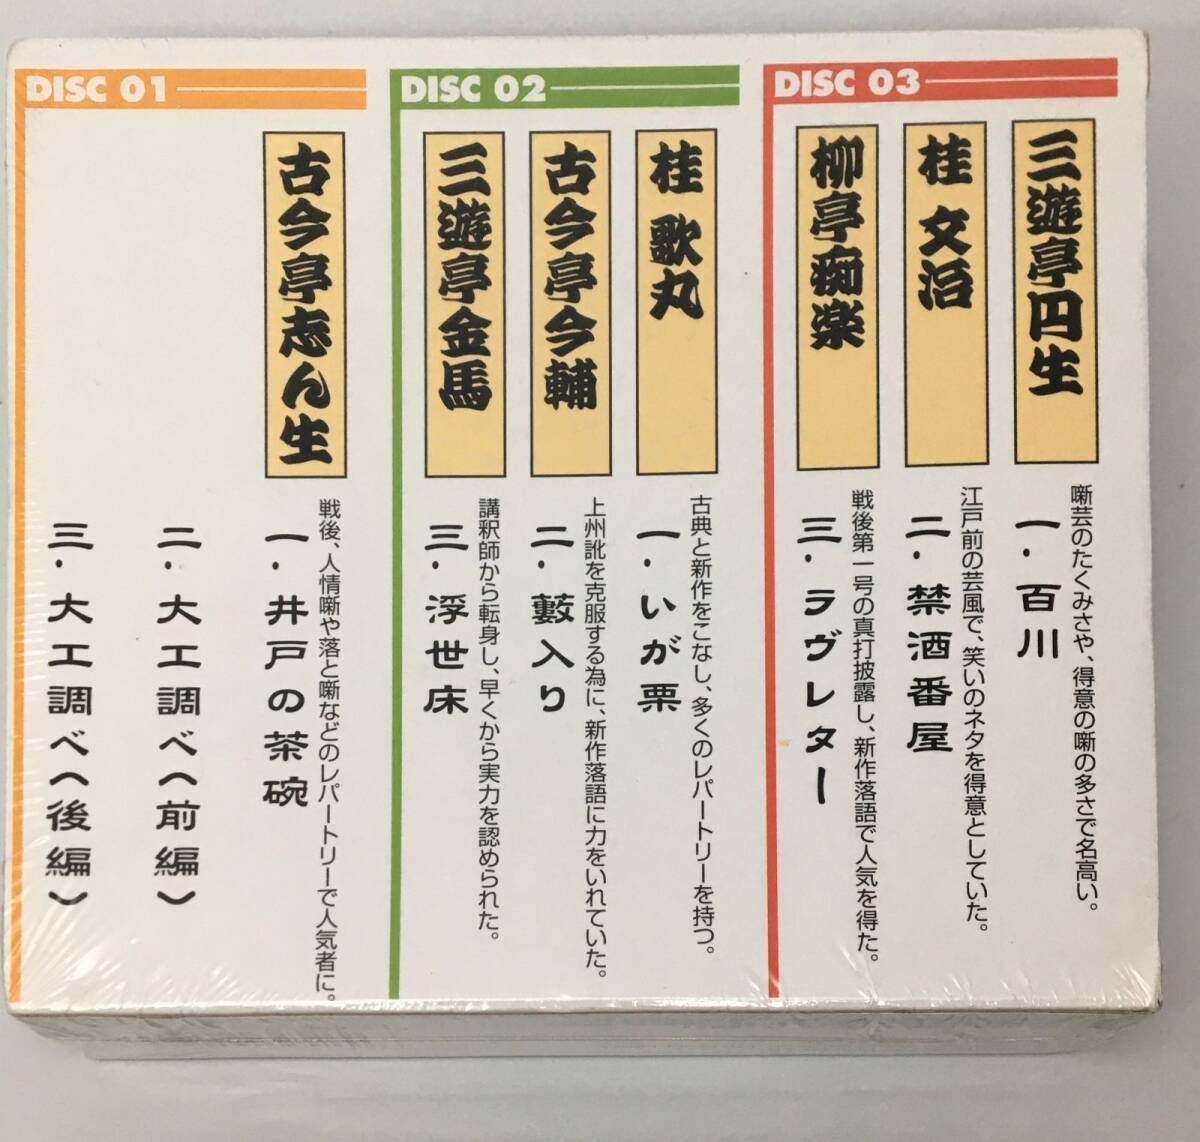 DISC 01
古今亭志ん生
戦後、人情噺や落と噺などのレパートリーで人気者に。
一.井戸の茶碗
二.大工調べ〈前編〉
三.大工調べ〈後編〉
DISC 02
桂 歌丸
古典と新作をこなし、多くのレパートリーを持つ。
一.いが栗
古今亭今輔
上州訛を克服する為に、新作落語に力をいれていた。
二.藪入り
三遊亭金馬
講釈師から転身し、早くから実力を認められた。
三.浮世床
DISC 03
三遊亭円生
噺芸のたくみさや、得意の噺の多さで名高い。
一.百川
桂 文治
江戸前の芸風で、笑いのネタを得意としていた。
二.禁酒番屋
柳亭痴楽
戦後第一号の真打披露し、新作落語で人気を得た。
三.ラヴレター